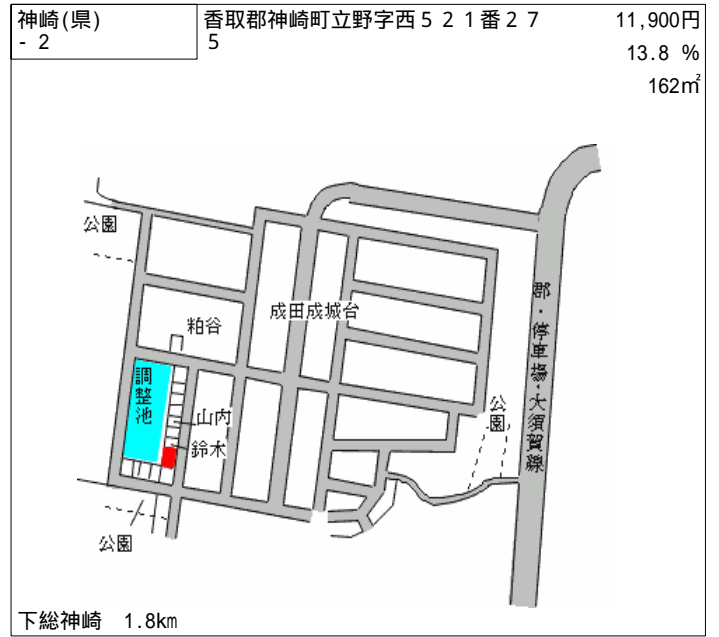 神崎(県)
- 2
香取郡神崎町立野字西５２１番２７
５
11,900円
13.8 %
162㎡
公園
成田成城台
粕谷
調整池
山内
鈴木
公園
郡・停車場・大須賀線
公園
下総神崎 1.8km